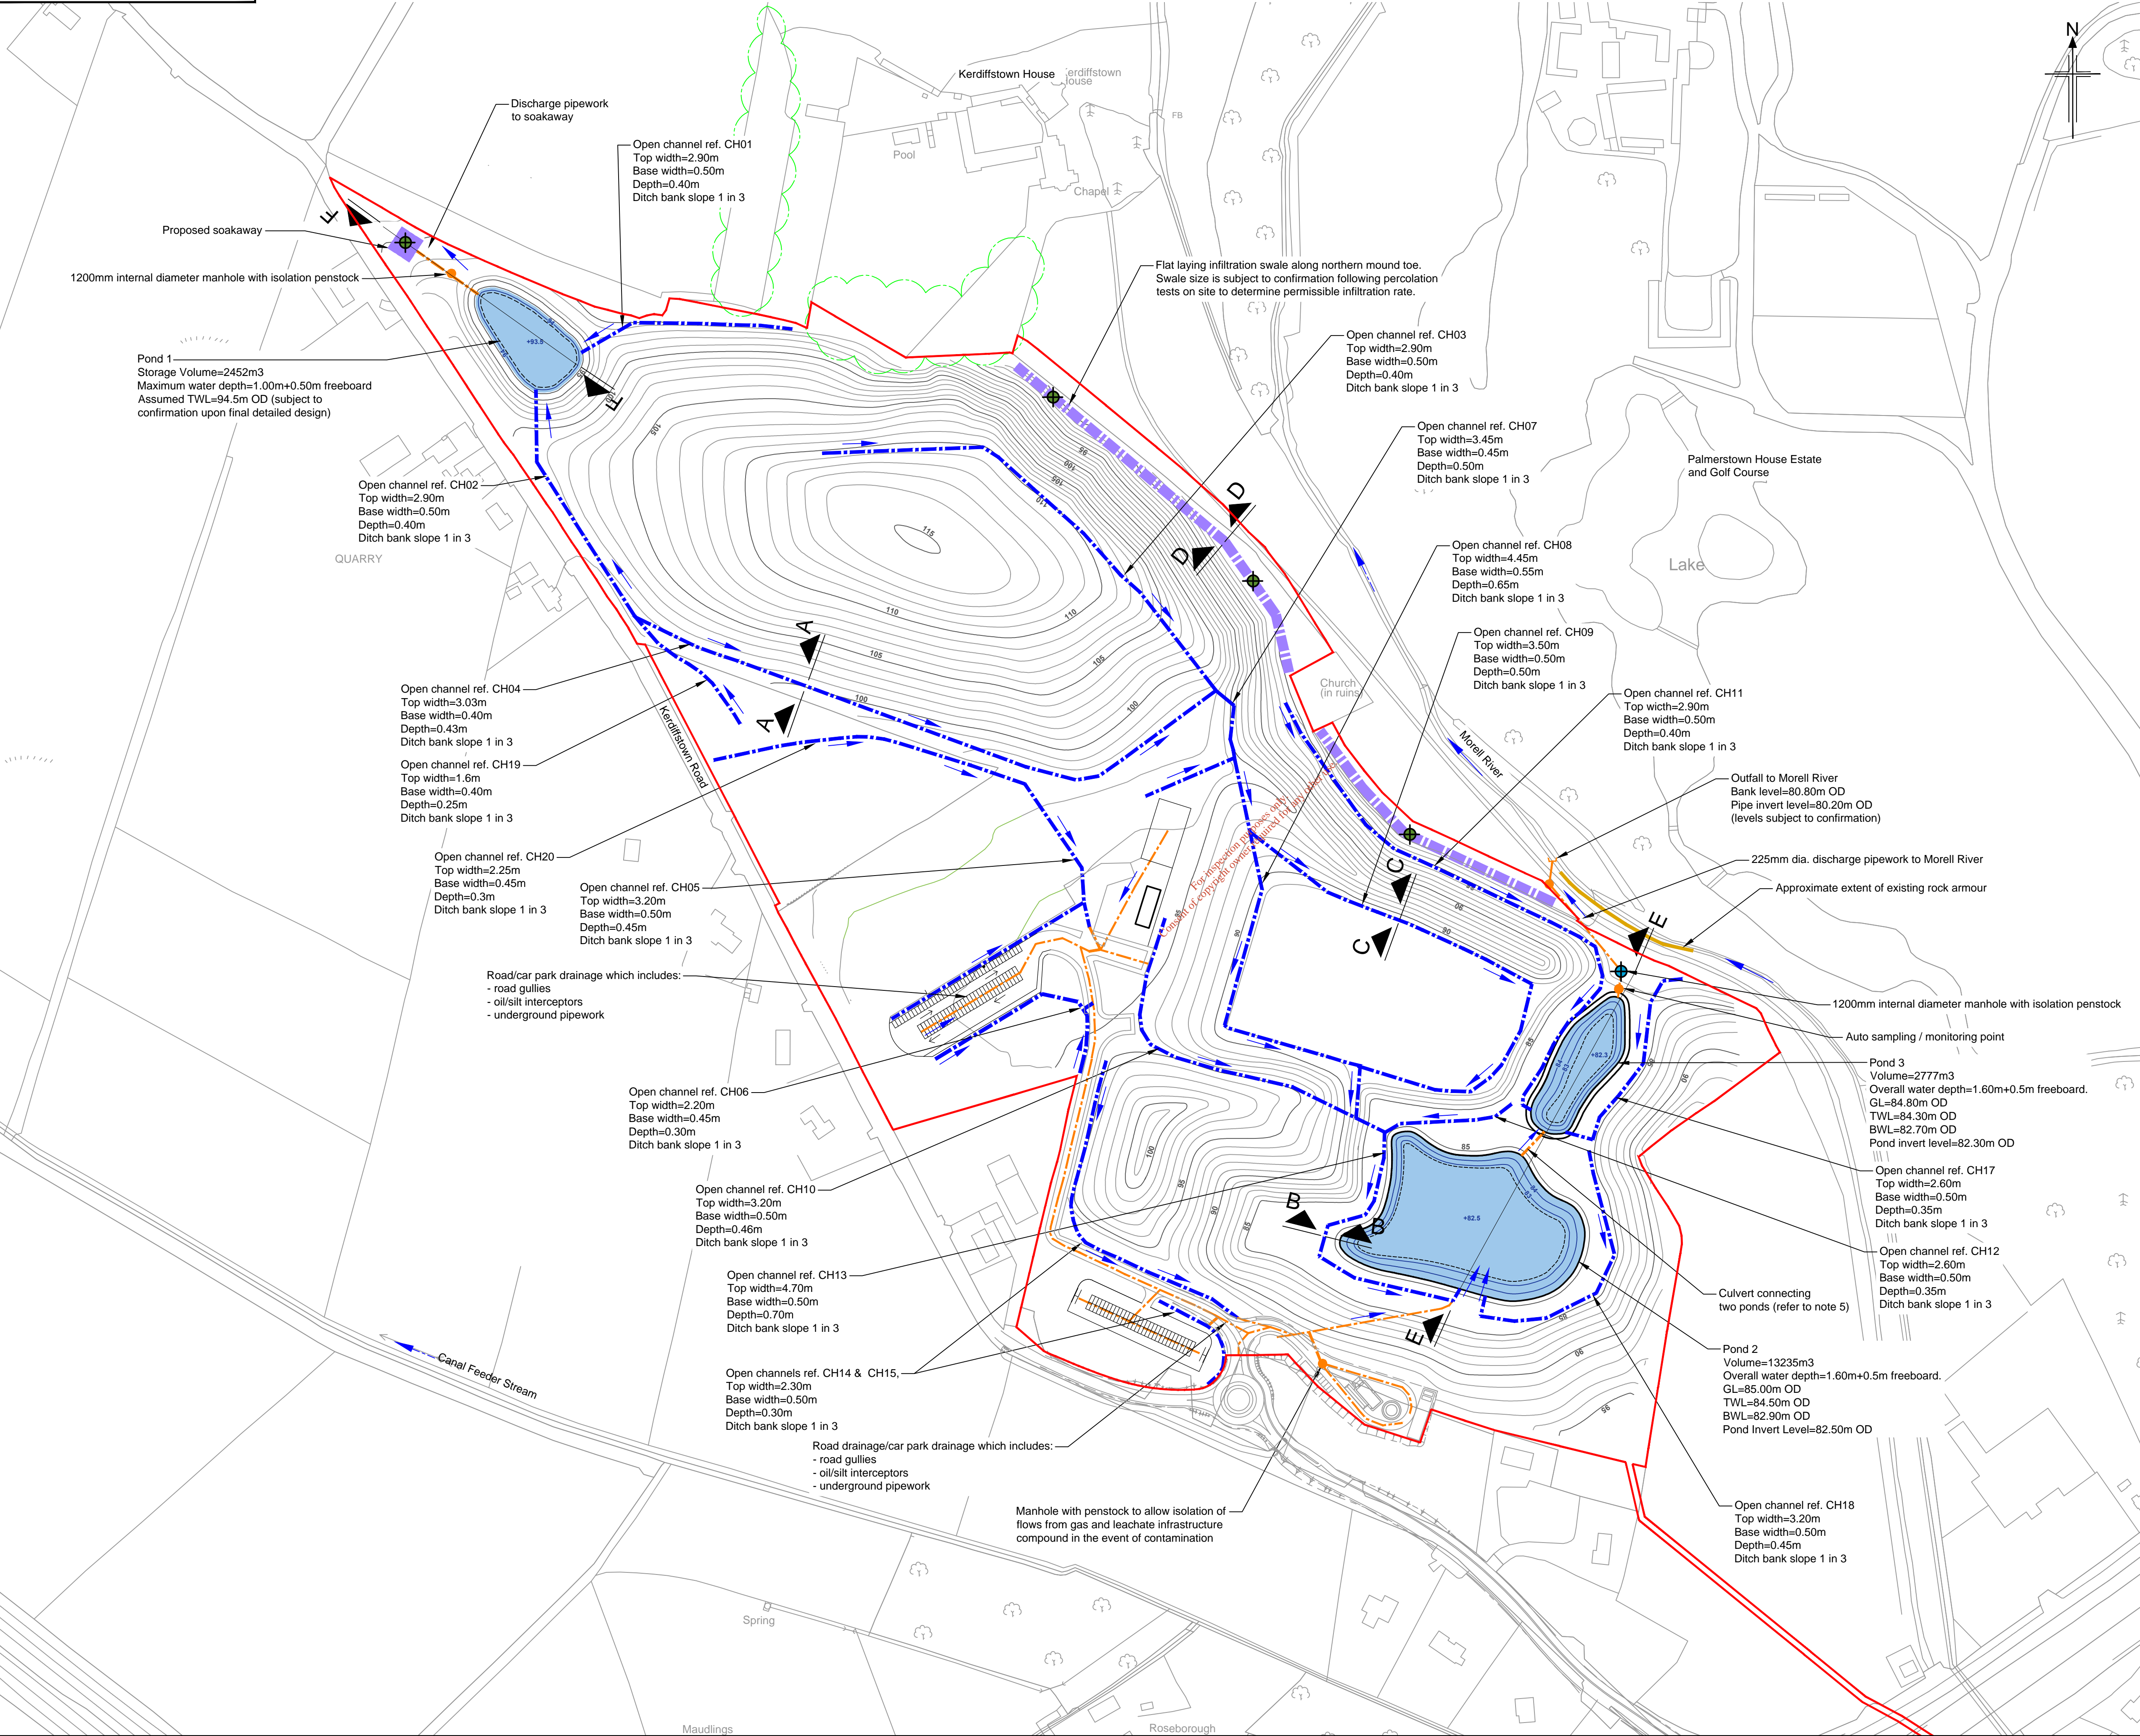 N
Kerdiffstown House
erdiffstown
ouse
Discharge pipework
to soakaway
FB
Open channel ref. CH01
Top width=2.90m
Base width=0.50m
Depth=0.40m
Ditch bank slope 1 in 3
Pool
Chapel
F
Proposed soakaway
1200mm internal diameter manhole with isolation penstock
Flat laying infiltration swale along northern mound toe.
Swale size is subject to confirmation following percolation
tests on site to determine permissible infiltration rate.
Open channel ref. CH03
Top width=2.90m
Base width=0.50m
Depth=0.40m
Ditch bank slope 1 in 3
+93.5
Pond 1
Storage Volume=2452m3
Maximum water depth=1.00m+0.50m freeboard
Assumed TWL=94.5m OD (subject to
confirmation upon final detailed design)
F
105
95
100
105
110
115
110
110
105
105
100
100
Open channel ref. CH07
Top width=3.45m
Base width=0.45m
Depth=0.50m
Ditch bank slope 1 in 3
Palmerstown House Estate
and Golf Course
Open channel ref. CH02
Top width=2.90m
Base width=0.50m
Depth=0.40m
Ditch bank slope 1 in 3
QUARRY
D
D
Open channel ref. CH08
Top width=4.45m
Base width=0.55m
Depth=0.65m
Ditch bank slope 1 in 3
Lake
A
A
Open channel ref. CH09
Top width=3.50m
Base width=0.50m
Depth=0.50m
Ditch bank slope 1 in 3
Church
(in ruins)
Open channel ref. CH04
Top width=3.03m
Base width=0.40m
Depth=0.43m
Ditch bank slope 1 in 3
Kerdiffstown Road
Open channel ref. CH11
Top wicth=2.90m
Base width=0.50m
Depth=0.40m
Ditch bank slope 1 in 3
Morell River
Open channel ref. CH19
Top width=1.6m
Base width=0.40m
Depth=0.25m
Ditch bank slope 1 in 3
Outfall to Morell River
Bank level=80.80m OD
Pipe invert level=80.20m OD
(levels subject to confirmation)
For inspection purposes only.
Consent of copyright owner required for any other use.
Open channel ref. CH20
Top width=2.25m
Base width=0.45m
Depth=0.3m
Ditch bank slope 1 in 3
225mm dia. discharge pipework to Morell River
Open channel ref. CH05
Top width=3.20m
Base width=0.50m
Depth=0.45m
Ditch bank slope 1 in 3
Approximate extent of existing rock armour
C
C
E
90
90
90
95
Road/car park drainage which includes:
- road gullies
- oil/silt interceptors
- underground pipework
1200mm internal diameter manhole with isolation penstock
Auto sampling / monitoring point
+82.3
85
90
Pond 3
Volume=2777m3
Overall water depth=1.60m+0.5m freeboard.
GL=84.80m OD
TWL=84.30m OD
BWL=82.70m OD
Pond invert level=82.30m OD
Open channel ref. CH06
Top width=2.20m
Base width=0.45m
Depth=0.30m
Ditch bank slope 1 in 3
100
95
90
85
85
Open channel ref. CH17
Top width=2.60m
Base width=0.50m
Depth=0.35m
Ditch bank slope 1 in 3
Open channel ref. CH10
Top width=3.20m
Base width=0.50m
Depth=0.46m
Ditch bank slope 1 in 3
B
B
+82.5
Open channel ref. CH12
Top width=2.60m
Base width=0.50m
Depth=0.35m
Ditch bank slope 1 in 3
Open channel ref. CH13
Top width=4.70m
Base width=0.50m
Depth=0.70m
Ditch bank slope 1 in 3
Culvert connecting
two ponds (refer to note 5)
E
85
90
95
Canal Feeder Stream
Pond 2
Volume=13235m3
Overall water depth=1.60m+0.5m freeboard.
GL=85.00m OD
TWL=84.50m OD
BWL=82.90m OD
Pond Invert Level=82.50m OD
Open channels ref. CH14 & CH15,
Top width=2.30m
Base width=0.50m
Depth=0.30m
Ditch bank slope 1 in 3
Road drainage/car park drainage which includes:
- road gullies
- oil/silt interceptors
- underground pipework
Manhole with penstock to allow isolation of
flows from gas and leachate infrastructure
compound in the event of contamination
Open channel ref. CH18
Top width=3.20m
Base width=0.50m
Depth=0.45m
Ditch bank slope 1 in 3
Spring
Maudlings
Roseborough